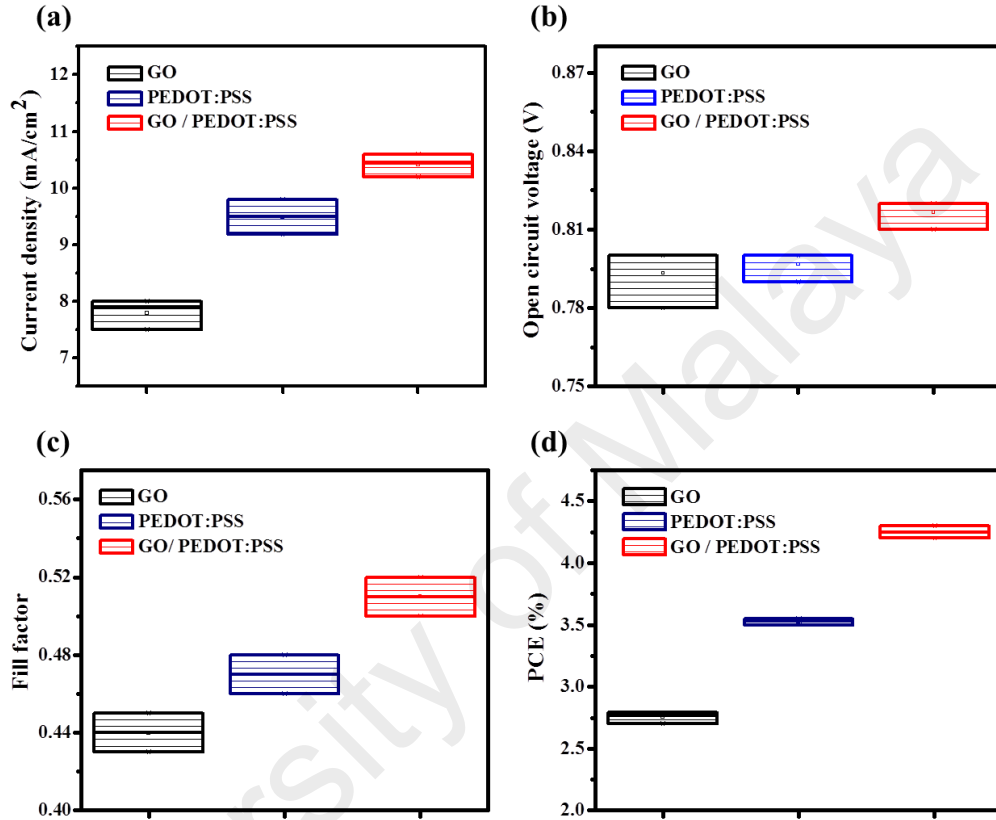 (a)
Current density (mA/cm2)
12
11
10
9
8
7
GO
PEDOT:PSS
GO / PEDOT:PSS
(b)
Open circuit voltage (V)
0.87
0.84
0.81
0.78
0.75
GO
PEDOT:PSS
GO / PEDOT:PSS
(c)
Fill factor
0.56
0.52
0.48
0.44
0.40
GO
PEDOT:PSS
GO/ PEDOT:PSS
(d)
PCE (%)
4.5
4.0
3.5
3.0
2.5
2.0
GO
PEDOT:PSS
GO / PEDOT:PSS
ersity of Malaya